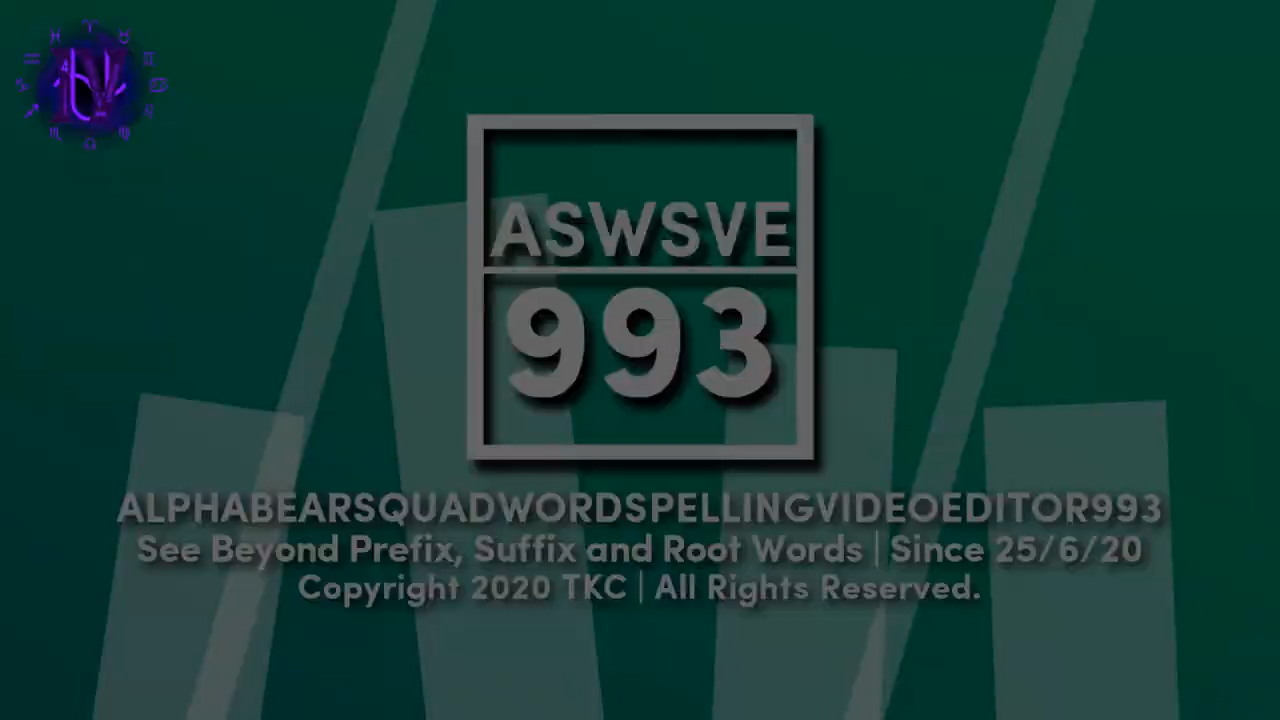 ASWSVE
993
ALPHABEARSQUADWORDSPELLINGVIDEOEDITOR993
See Beyond Prefix, Suffix and Root Words | Since 25/6/20
Copyright 2020 TKC | All Rights Reserved.